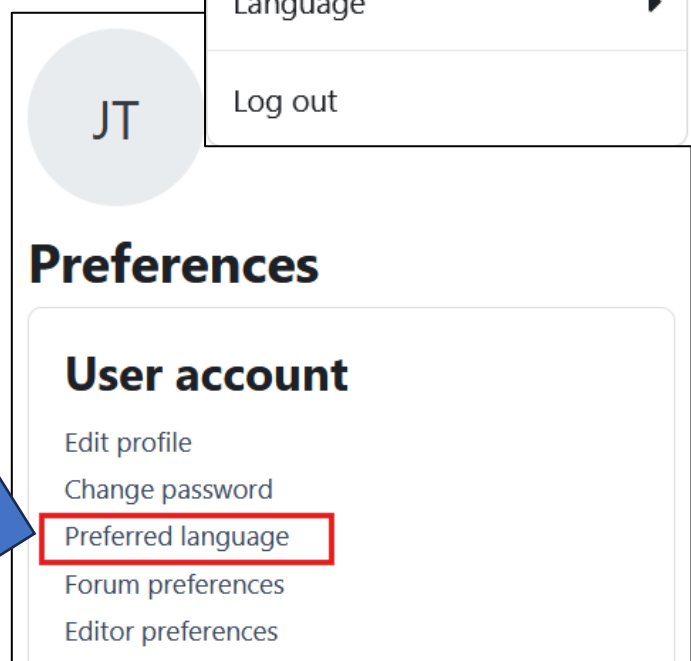 Language
Log out
JT
Preferences
User account
Edit profile
Change password
Preferred language
Forum preferences
Editor preferences